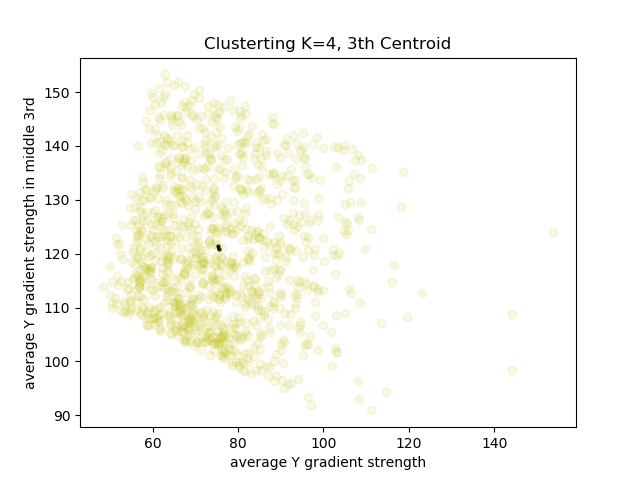 Clusterting K=4, 3th Centroid
150
140
130
120
110
100
90
average Y gradient strength in middle 3rd
60 80 100 120 140
average Y gradient strength